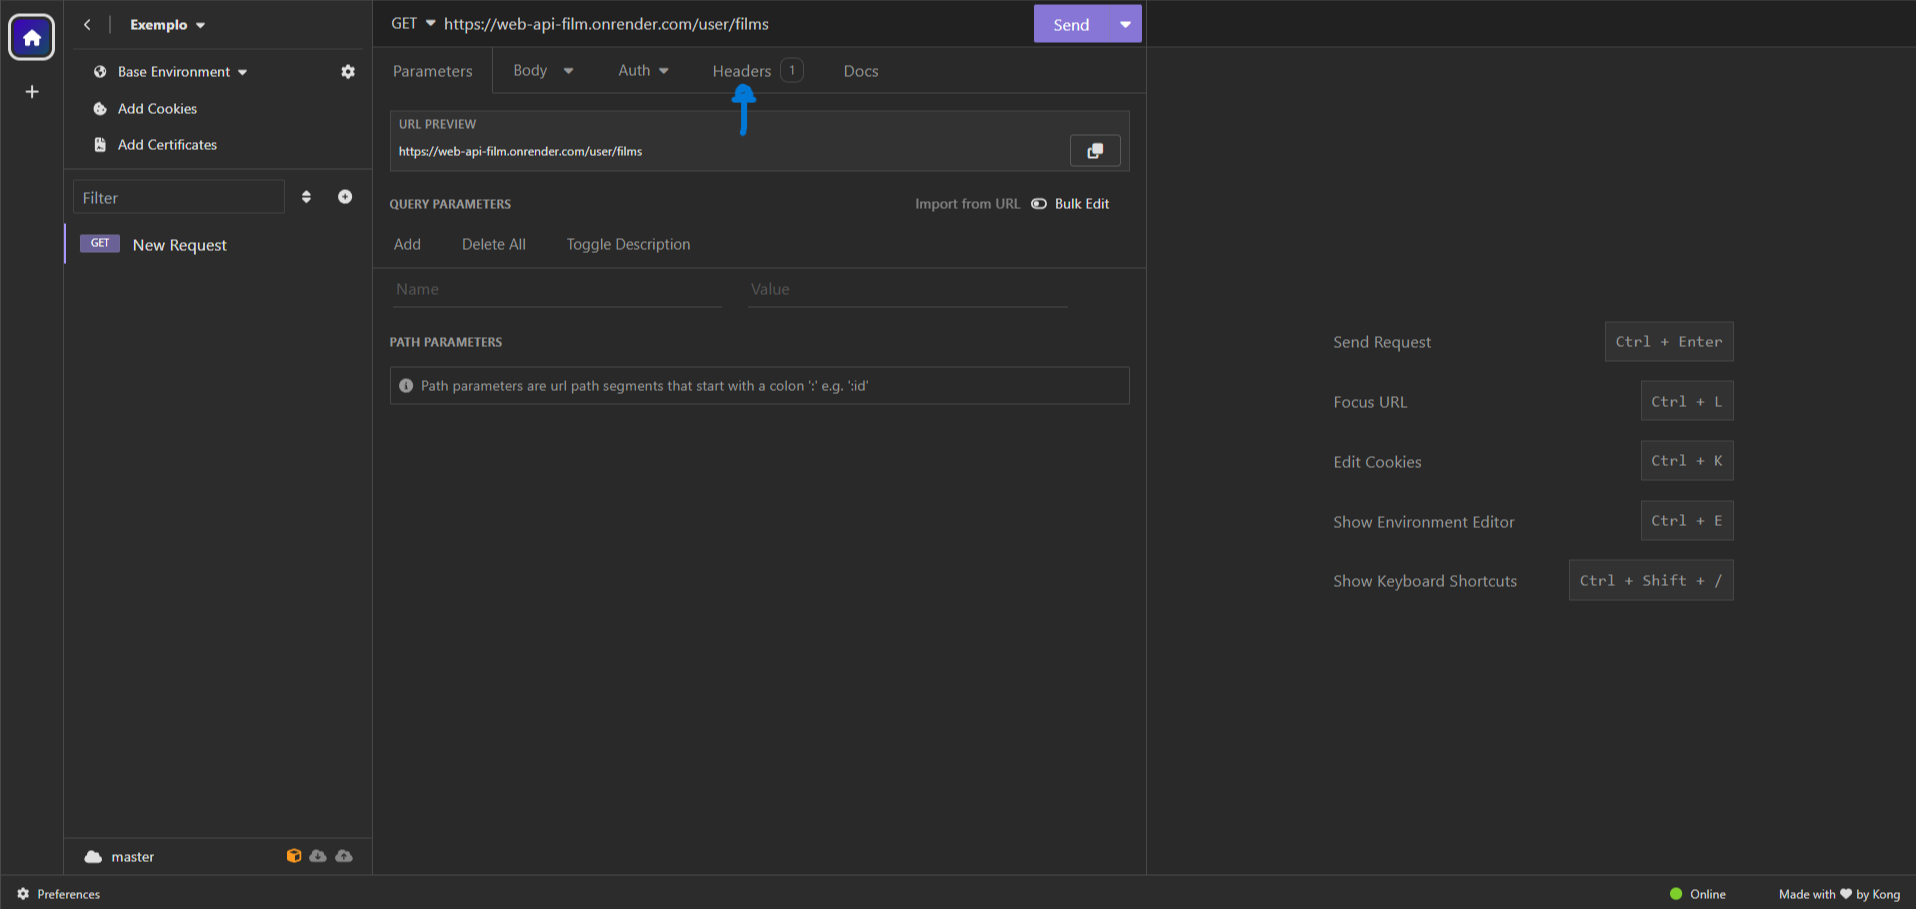 Exemplo
Base Environment
Add Cookies
Add Certificates
Filter
GET New Request
master
Preferences
GET https://web-api-film.onrender.com/user/films
Send
Parameters Body Auth Headers 1 Docs
URL PREVIEW
https://web-api-film.onrender.com/user/films
QUERY PARAMETERS Import from URL Bulk Edit
Add Delete All Toggle Description
Name Value
PATH PARAMETERS
Path parameters are url path segments that start with a colon ':' e.g. ':id'
Send Request Ctrl + Enter
Focus URL Ctrl + L
Edit Cookies Ctrl + K
Show Environment Editor Ctrl + E
Show Keyboard Shortcuts Ctrl + Shift + /
Online Made with ♥ by Kong